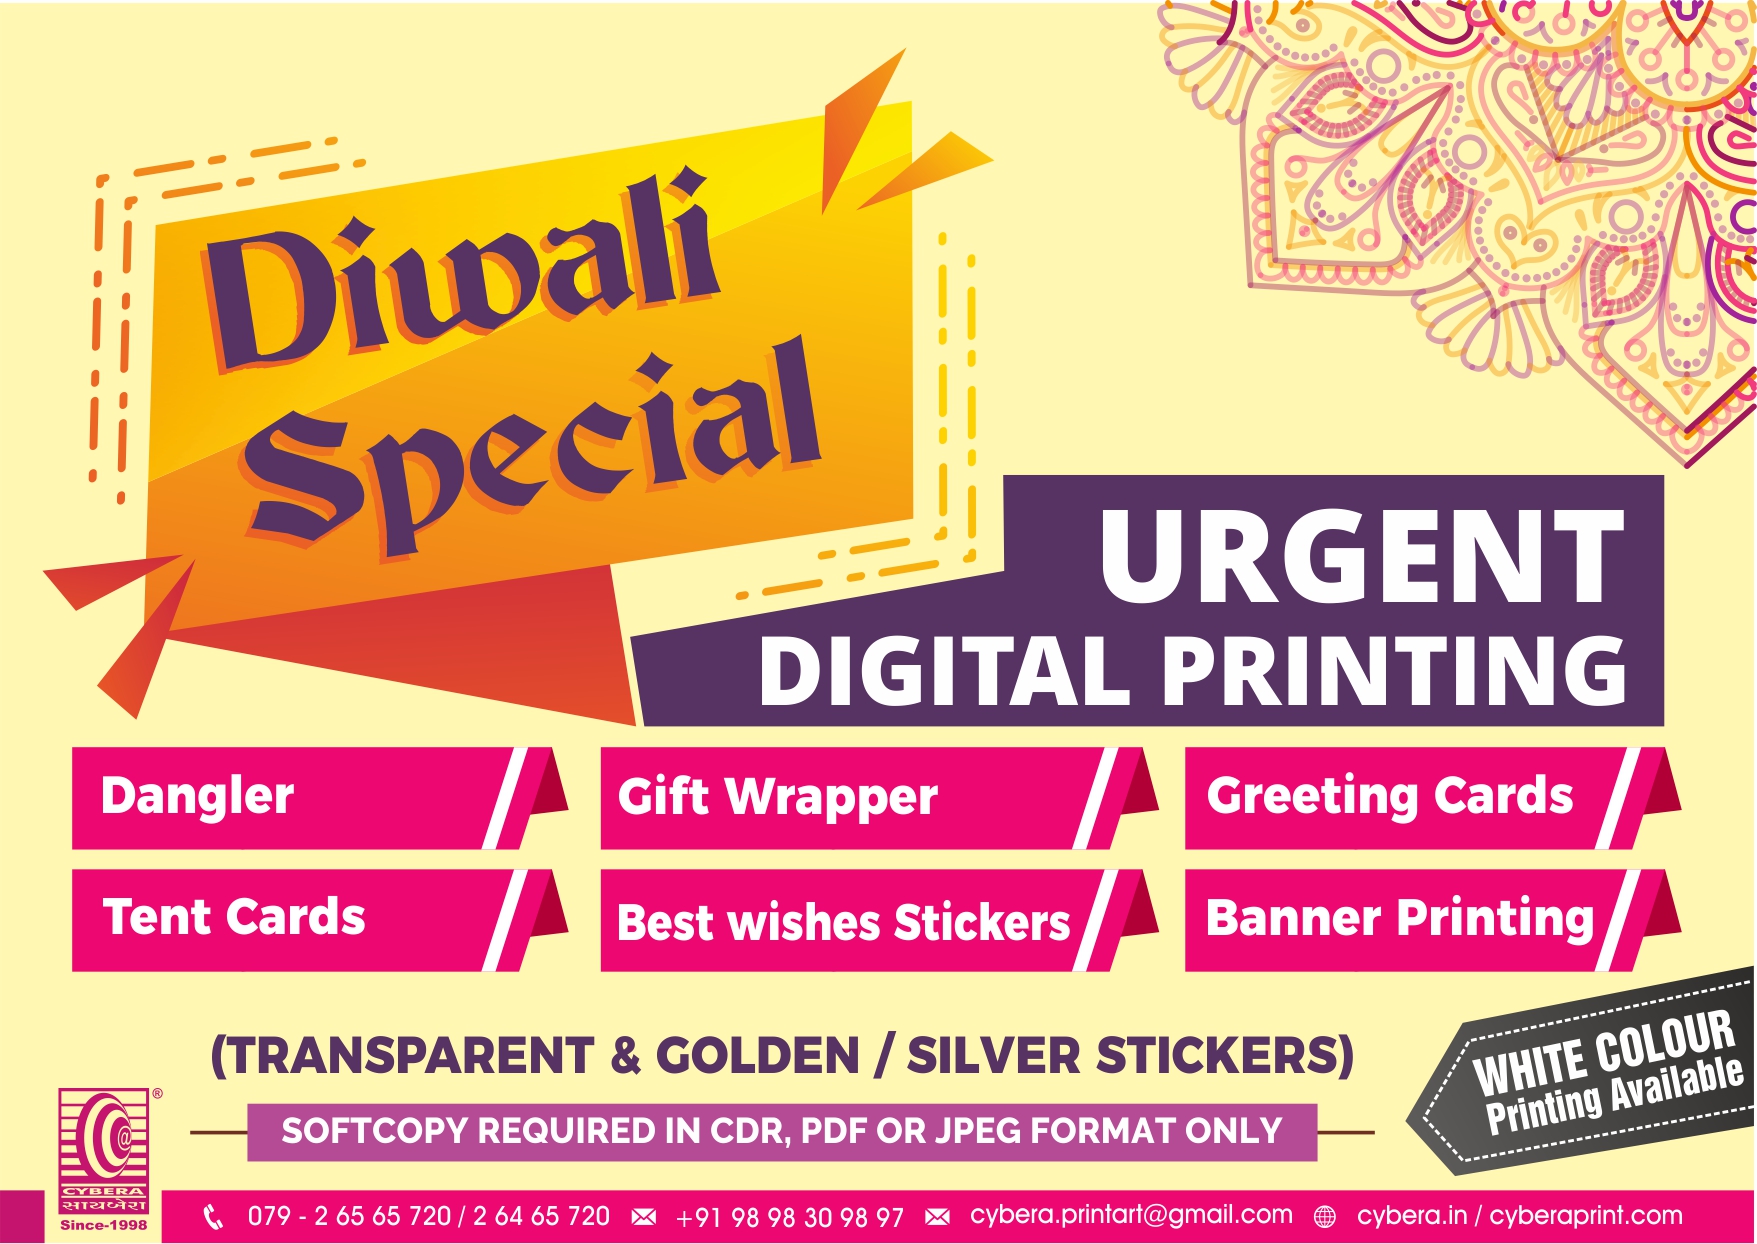 Diwali
Special
URGENT
DIGITAL PRINTING
Dangler
Gift Wrapper
Greeting Cards
Tent Cards
Best wishes Stickers
Banner Printing
(TRANSPARENT & GOLDEN / SILVER STICKERS)
WHITE COLOUR
Printing Available
SOFTCOPY REQUIRED IN CDR, PDF OR JPEG FORMAT ONLY
@
®
CYBERA
સાયબેરા
Since-1998
079 - 2 65 65 720 / 2 64 65 720
+91 98 98 30 98 97
cybera.printart@gmail.com
cybera.in / cyberaprint.com